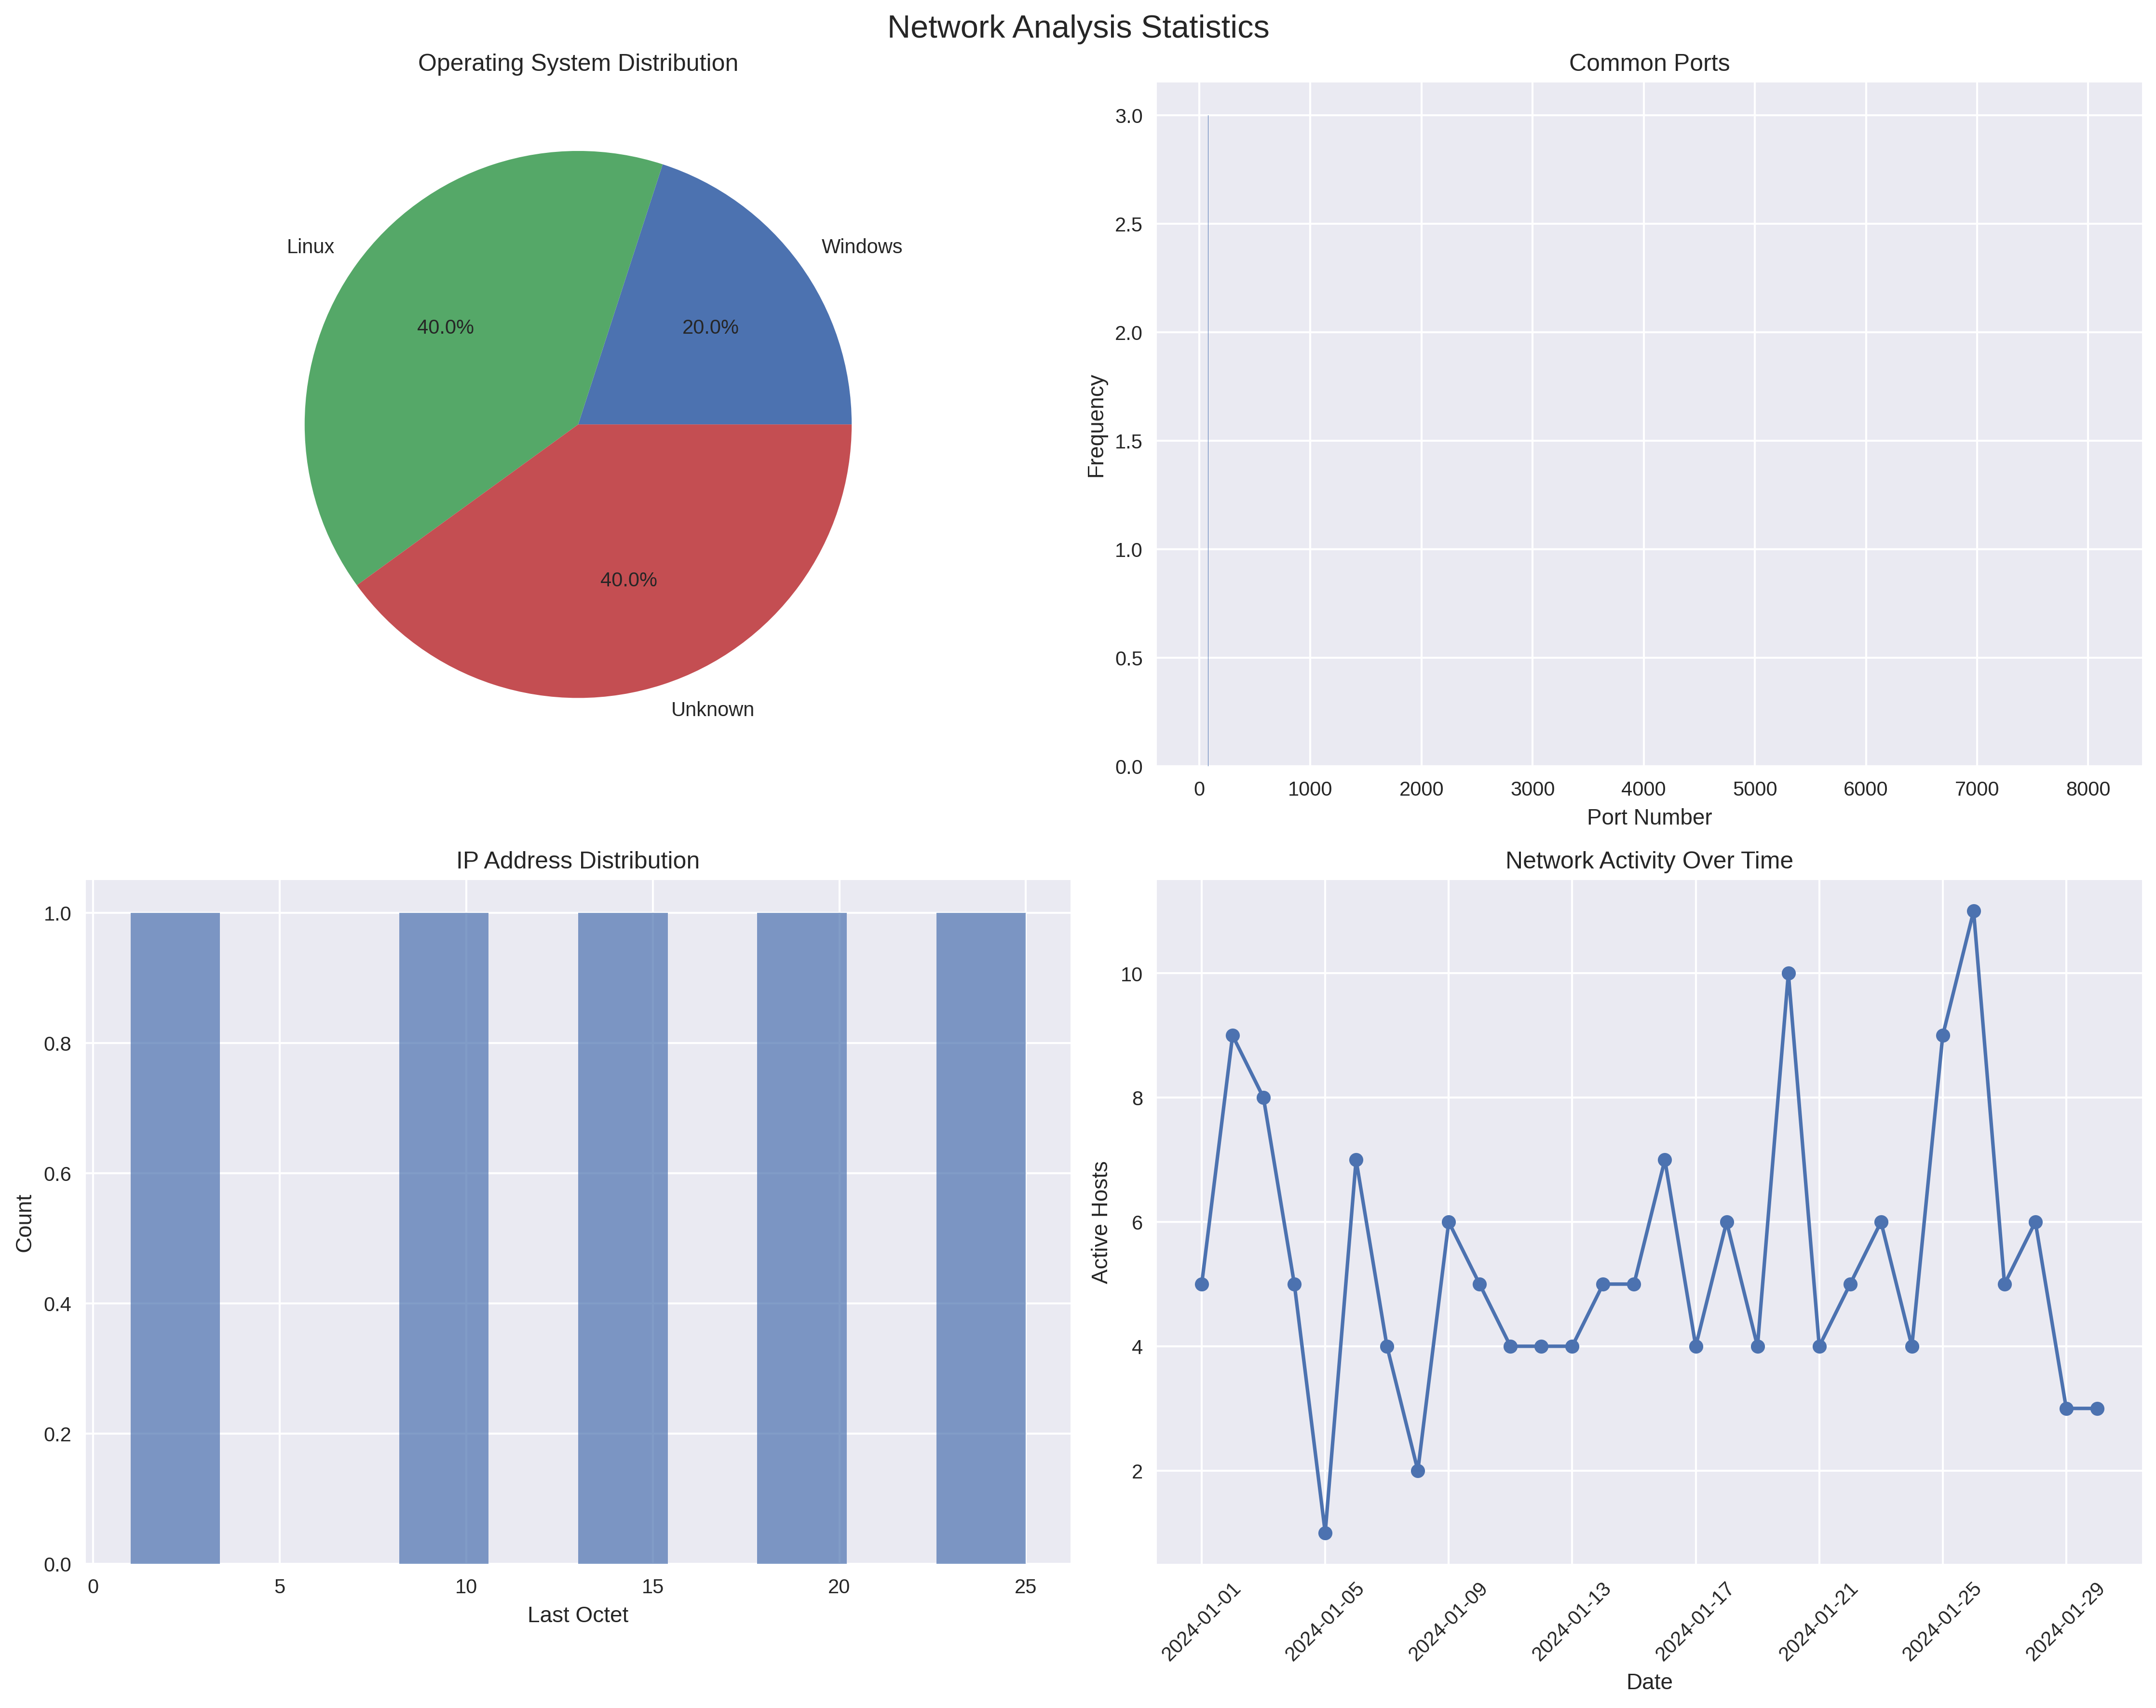 Network Analysis Statistics
Operating System Distribution
Linux
Windows
40.0%
20.0%
40.0%
Unknown
Common Ports
3.0
2.5
2.0
1.5
1.0
0.5
0.0
Frequency
0 1000 2000 3000 4000 5000 6000 7000 8000
Port Number
IP Address Distribution
1.0
0.8
0.6
0.4
0.2
0.0
Count
0 5 10 15 20 25
Last Octet
Network Activity Over Time
10
8
6
4
2
Active Hosts
2024-01-01 2024-01-05 2024-01-09 2024-01-13 2024-01-17 2024-01-21 2024-01-25 2024-01-29
Date